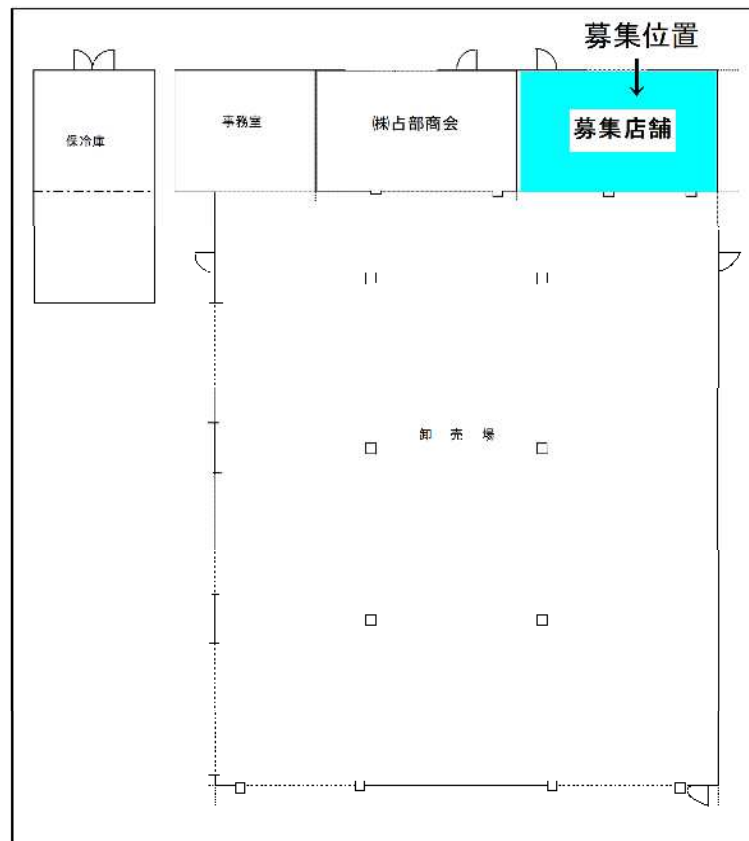 募集位置
募集店舗
㈱占部商会
事務室
保冷庫
卸 売 場